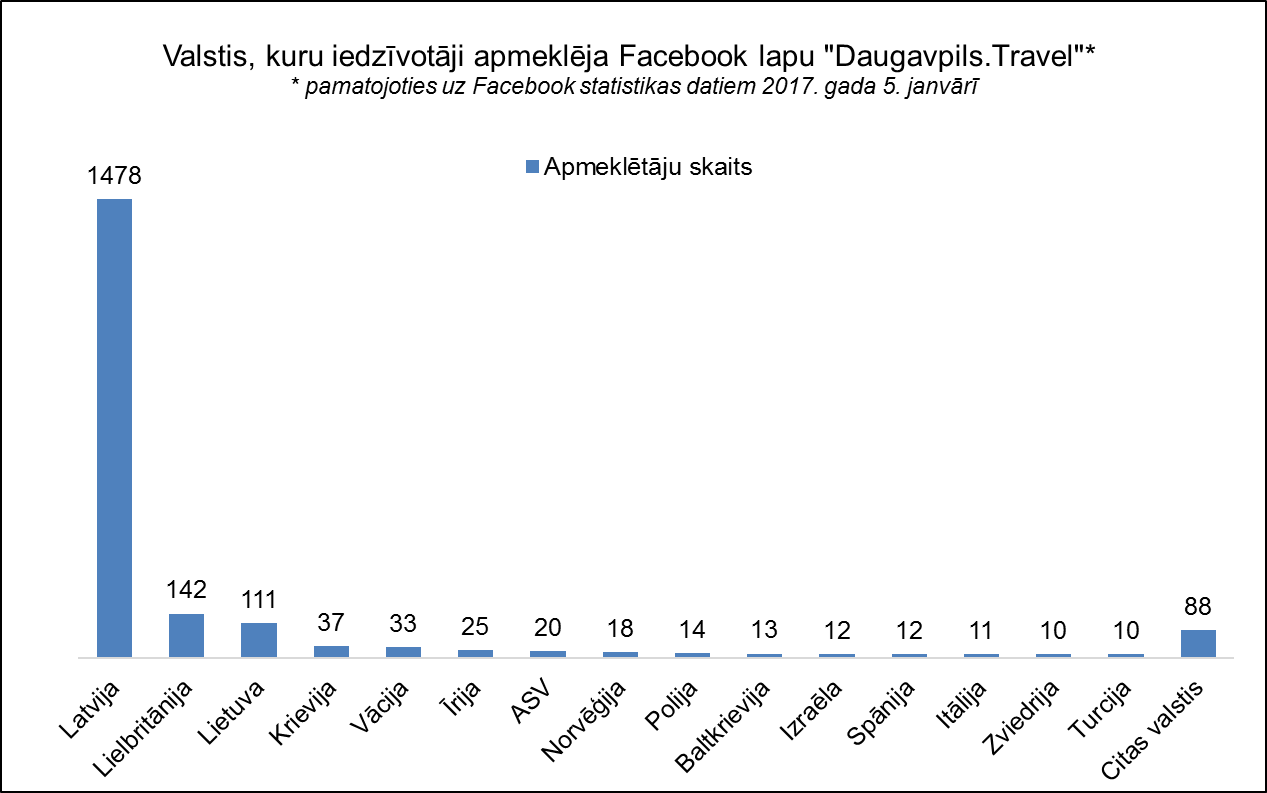 Valstis, kuru iedzīvotāji apmeklēja Facebook lapu "Daugavpils.Travel"*
* pamatojoties uz Facebook statistikas datiem 2017. gada 5. janvārī
Apmeklētāju skaits
1478
142
111
37
33
25
20
18
14
13
12
12
11
10
10
88
Latvija
Lielbritānija
Lietuva
Krievija
Vācija
Īrija
ASV
Norvēģija
Polija
Baltkrievija
Izraēla
Spānija
Itālija
Zviedrija
Turcija
Citas valstis